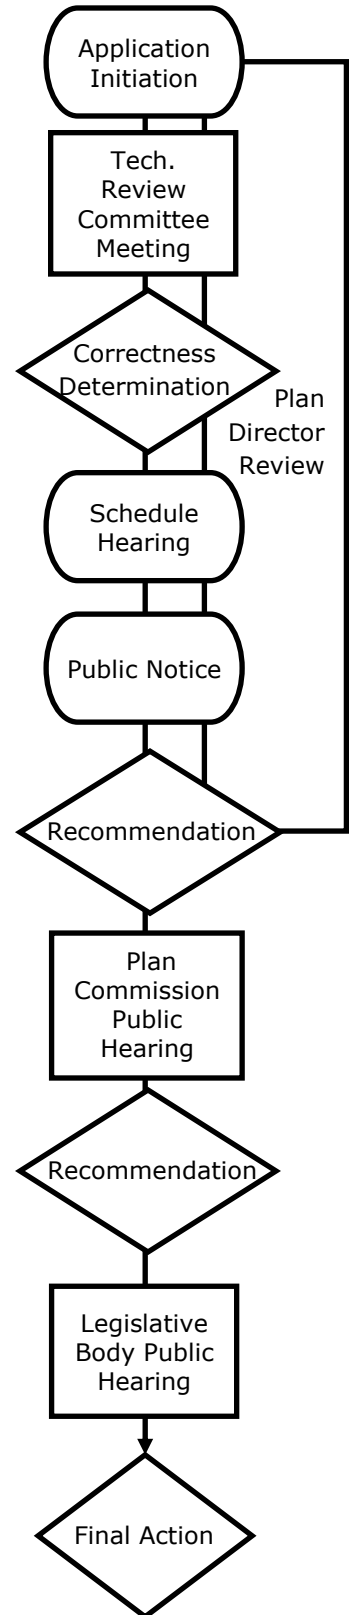 Application
Initiation
Tech.
Review
Committee
Meeting
Correctness
Determination
Plan
Director
Review
Schedule
Hearing
Public Notice
Recommendation
Plan
Commission
Public
Hearing
Recommendation
Legislative
Body Public
Hearing
Final Action